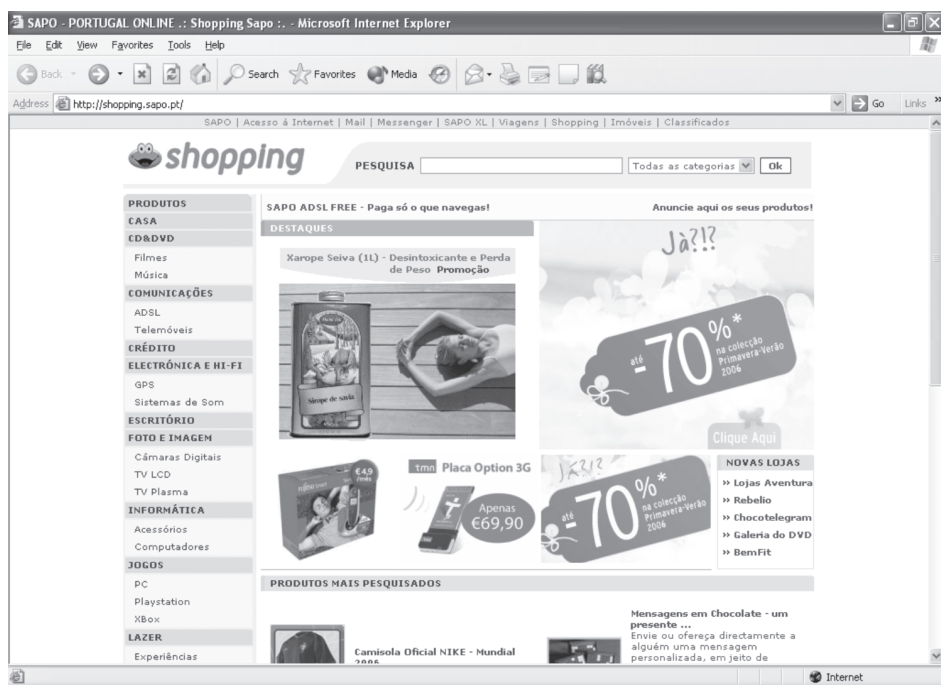 SAPO - PORTUGAL ONLINE .: Shopping Sapo :. - Microsoft Internet Explorer
File Edit View Favorites Tools Help
Back Search Favorites Media
Address http://shopping.sapo.pt/ Go Links »
SAPO | Acesso á Internet | Mail | Messenger | SAPO XL | Viagens | Shopping | Imóveis | Classificados
shopping
PESQUISA Todas as categorias Ok
PRODUTOS
CASA
CD&DVD
Filmes
Música
COMUNICAÇÕES
ADSL
Telemóveis
CRÉDITO
ELECTRÓNICA E HI-FI
GPS
Sistemas de Som
ESCRITÓRIO
FOTO E IMAGEM
Câmaras Digitais
TV LCD
TV Plasma
INFORMÁTICA
Acessórios
Computadores
JOGOS
PC
Playstation
XBox
LAZER
Experiências
SAPO ADSL FREE - Paga só o que navegas!
Anuncie aqui os seus produtos!
DESTAQUES
Xarope Seiva (1L) - Desintoxicante e Perda
de Peso Promoção
Sirope de savia
Jà?!?
até -70%*
na colecção
Primavera-Verão
2006
Clique Aqui
€4,9
/mês
tmn Placa Option 3G
Apenas
€69,90
JÀ?!?
até -70%*
na colecção
Primavera-Verão
2006
NOVAS LOJAS
» Lojas Aventura
» Rebelio
» Chocotelegram
» Galeria do DVD
» BemFit
PRODUTOS MAIS PESQUISADOS
Camisola Oficial NIKE - Mundial
2006
Mensagens em Chocolate - um
presente ...
Envie ou ofereça directamente a
alguém uma mensagem
personalizada, em jeito de
Internet